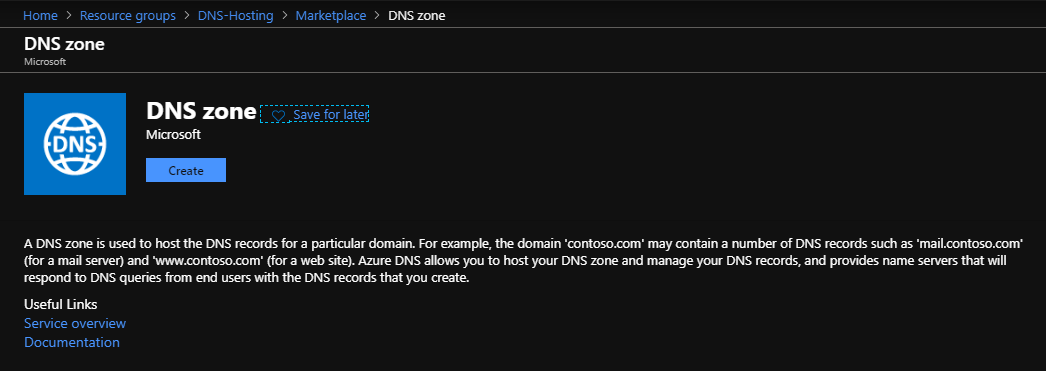 Home > Resource groups > DNS-Hosting > Marketplace > DNS zone
DNS zone
Microsoft
DNS
DNS zone Save for later
Microsoft
Create
A DNS zone is used to host the DNS records for a particular domain. For example, the domain 'contoso.com' may contain a number of DNS records such as 'mail.contoso.com'
(for a mail server) and 'www.contoso.com' (for a web site). Azure DNS allows you to host your DNS zone and manage your DNS records, and provides name servers that will
respond to DNS queries from end users with the DNS records that you create.
Useful Links
Service overview
Documentation